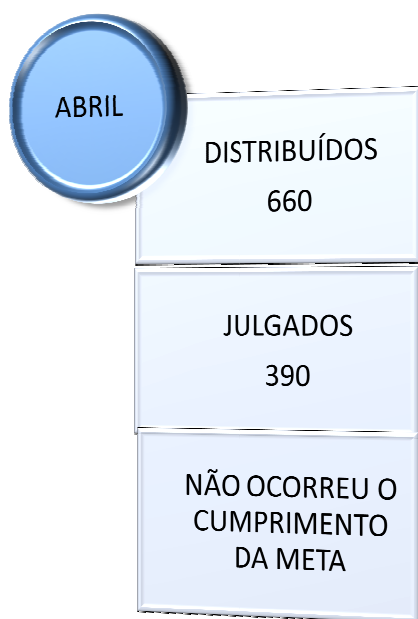 ABRIL
DISTRIBUÍDOS
660
JULGADOS
390
NÃO OCORREU O
CUMPRIMENTO
DA META